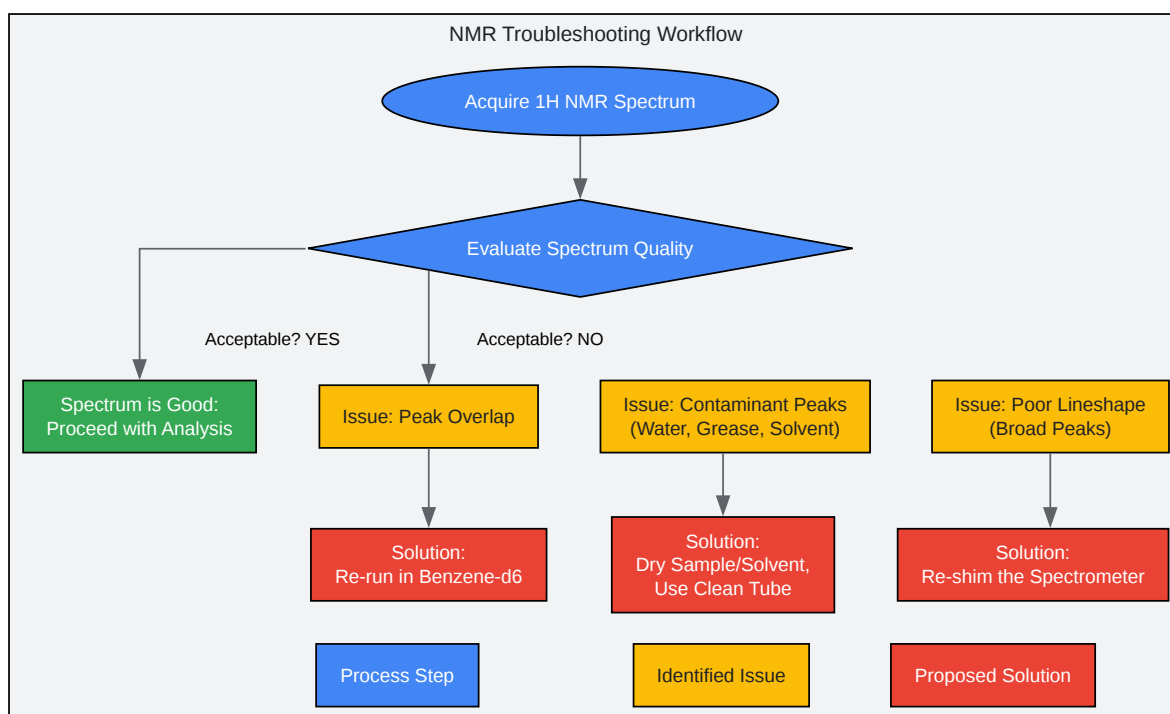 NMR Troubleshooting Workflow
Acquire 1H NMR Spectrum
Evaluate Spectrum Quality
Acceptable? YES
Acceptable? NO
Spectrum is Good:
Proceed with Analysis
Issue: Peak Overlap
Issue: Contaminant Peaks
(Water, Grease, Solvent)
Issue: Poor Lineshape
(Broad Peaks)
Solution:
Re-run in Benzene-d6
Solution:
Dry Sample/Solvent,
Use Clean Tube
Solution:
Re-shim the Spectrometer
Process Step
Identified Issue
Proposed Solution